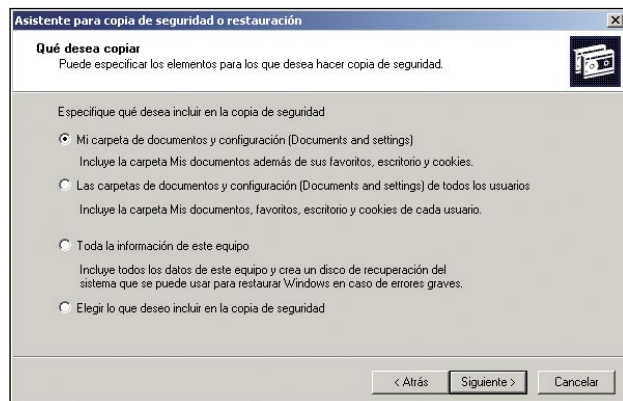 Asistente para copia de seguridad o restauración
Qué desea copiar
Puede especificar los elementos para los que desea hacer copia de seguridad.
Especifique qué desea incluir en la copia de seguridad
Mi carpeta de documentos y configuración (Documents and settings)
Incluye la carpeta Mis documentos además de sus favoritos, escritorio y cookies.
Las carpetas de documentos y configuración (Documents and settings) de todos los usuarios
Incluye la carpeta Mis documentos, favoritos, escritorio y cookies de cada usuario.
Toda la información de este equipo
Incluye todos los datos de este equipo y crea un disco de recuperación del
sistema que se puede usar para restaurar Windows en caso de errores graves.
Elegir lo que deseo incluir en la copia de seguridad
< Atrás Siguiente > Cancelar